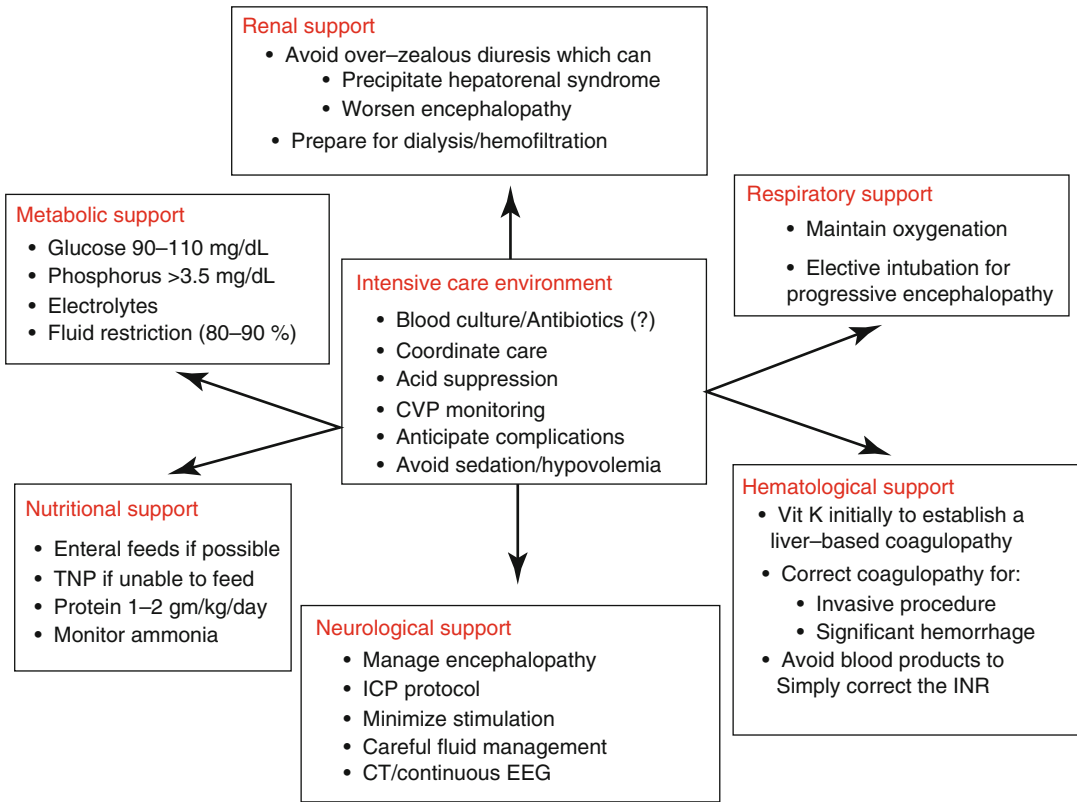 Renal support
• Avoid over–zealous diuresis which can
• Precipitate hepatorenal syndrome
• Worsen encephalopathy
• Prepare for dialysis/hemofiltration
Metabolic support
• Glucose 90–110 mg/dL
• Phosphorus >3.5 mg/dL
• Electrolytes
• Fluid restriction (80–90 %)
Intensive care environment
• Blood culture/Antibiotics (?)
• Coordinate care
• Acid suppression
• CVP monitoring
• Anticipate complications
• Avoid sedation/hypovolemia
Respiratory support
• Maintain oxygenation
• Elective intubation for
progressive encephalopathy
Nutritional support
• Enteral feeds if possible
• TNP if unable to feed
• Protein 1–2 gm/kg/day
• Monitor ammonia
Neurological support
• Manage encephalopathy
• ICP protocol
• Minimize stimulation
• Careful fluid management
• CT/continuous EEG
Hematological support
• Vit K initially to establish a
liver–based coagulopathy
• Correct coagulopathy for:
• Invasive procedure
• Significant hemorrhage
• Avoid blood products to
Simply correct the INR